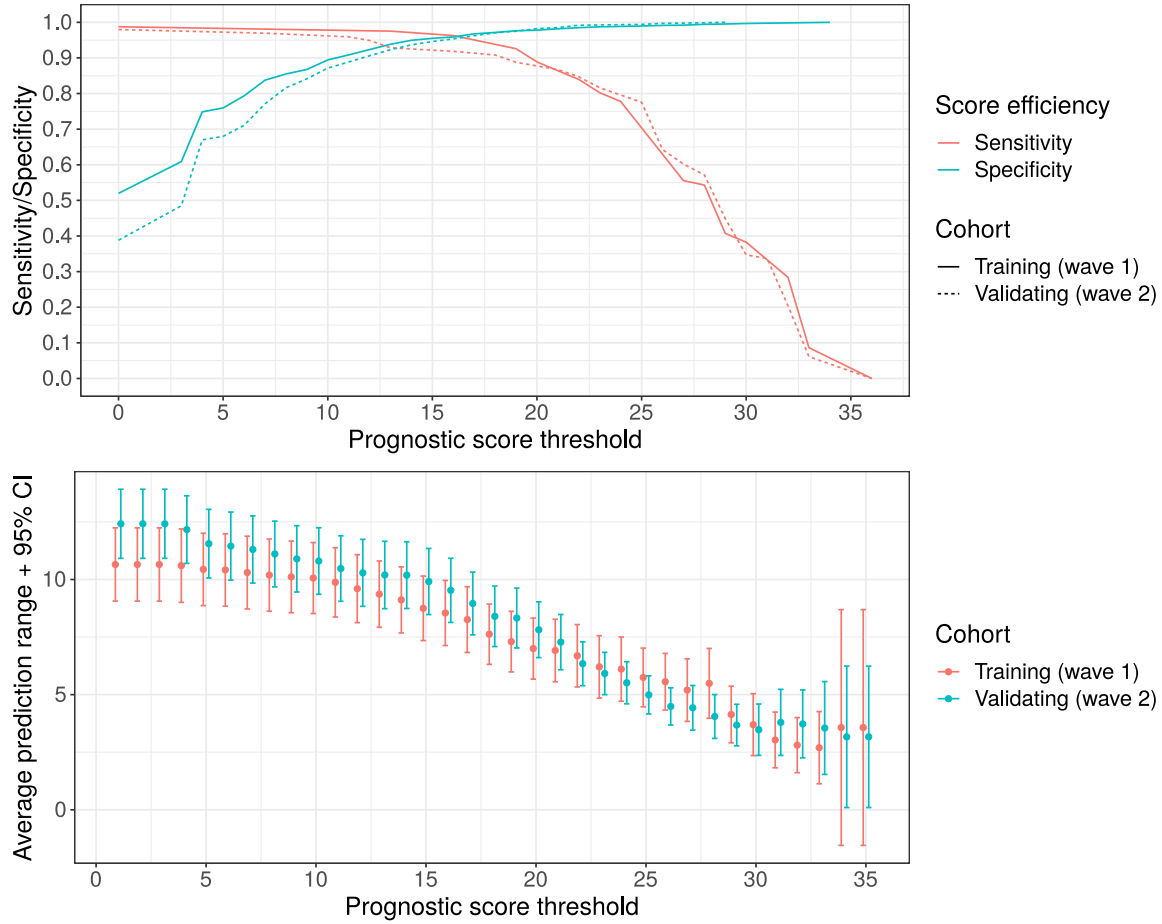 Sensitivity/Specificity
1.0
0.9
0.8
0.7
0.6
0.5
0.4
0.3
0.2
0.1
0.0
0 5 10 15 20 25 30 35
Prognostic score threshold
Score efficiency
Sensitivity
Specificity
Cohort
Training (wave 1)
Validating (wave 2)
Average prediction range + 95% CI
10
5
0
0 5 10 15 20 25 30 35
Prognostic score threshold
Cohort
Training (wave 1)
Validating (wave 2)